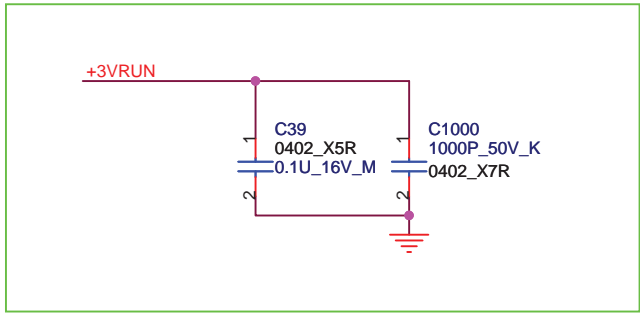 +3VRUN
1
C39
0402_X5R
0.1U_16V_M
2
1
C1000
1000P_50V_K
0402_X7R
2